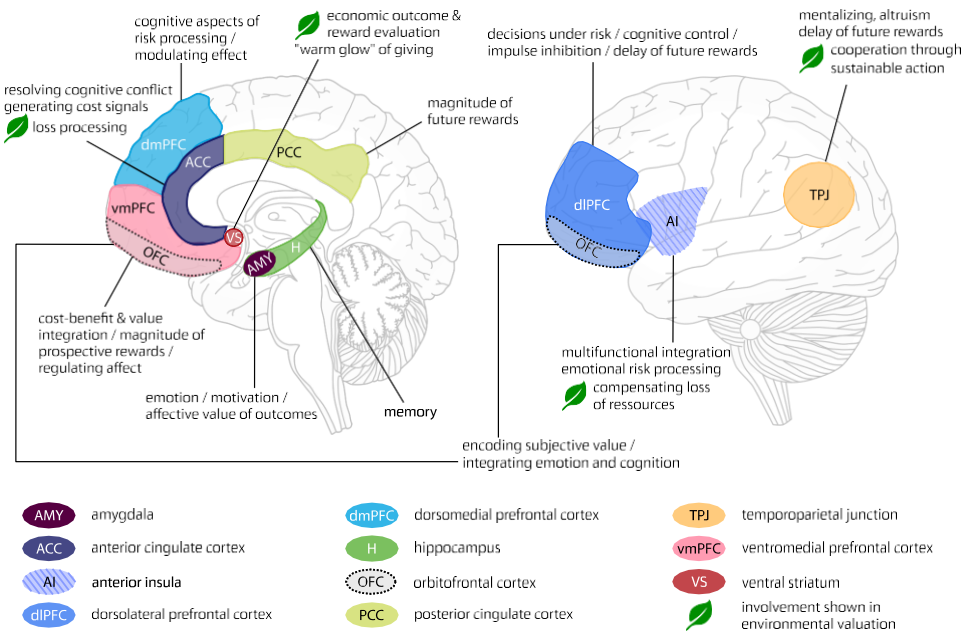 cognitive aspects of
risk processing /
modulating effect
economic outcome &
reward evaluation
"warm glow" of giving
resolving cognitive conflict
generating cost signals
loss processing
magnitude of
future rewards
dmPFC
ACC
PCC
vmPFC
OFC
VS
AMY
H
cost-benefit & value
integration / magnitude of
prospective rewards /
regulating affect
emotion / motivation /
affective value of outcomes
memory
decisions under risk / cognitive control /
impulse inhibition / delay of future rewards
mentalizing, altruism
delay of future rewards
cooperation through
sustainable action
dlPFC
OFC
AI
TPJ
multifunctional integration
emotional risk processing
compensating loss
of ressources
encoding subjective value /
integrating emotion and cognition
AMY amygdala
ACC anterior cingulate cortex
AI anterior insula
dlPFC dorsolateral prefrontal cortex
dmPFC dorsomedial prefrontal cortex
H hippocampus
OFC orbitofrontal cortex
PCC posterior cingulate cortex
TPJ temporoparietal junction
vmPFC ventromedial prefrontal cortex
VS ventral striatum
involvement shown in
environmental valuation